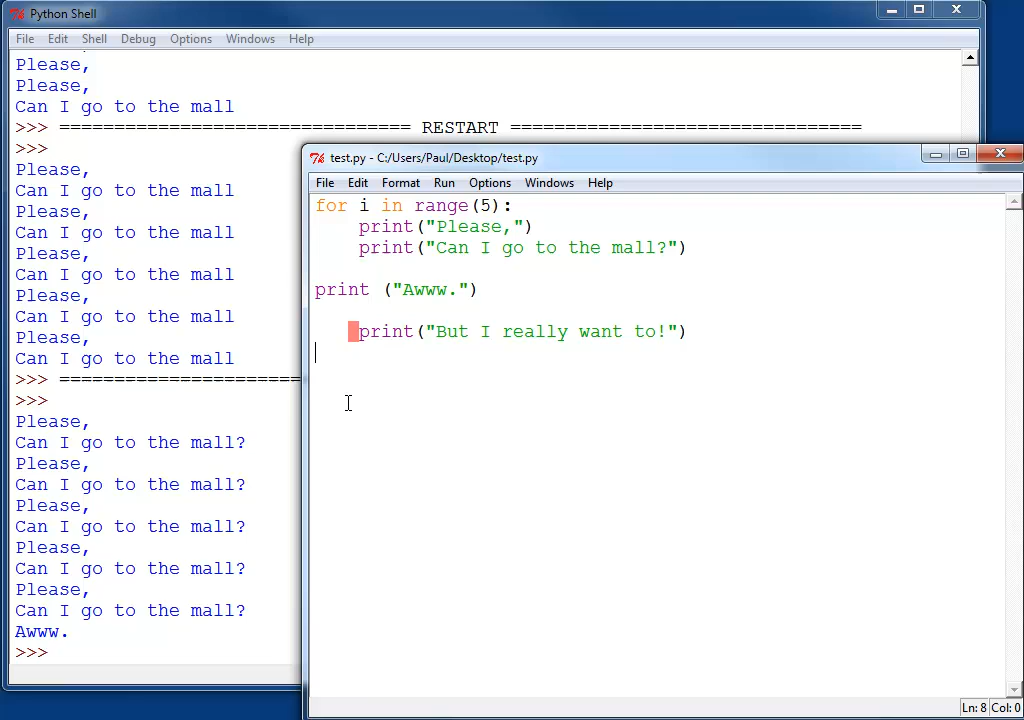 Python Shell
File Edit Shell Debug Options Windows Help
Please,
Please,
Can I go to the mall
>>> ================================ RESTART ================================
>>>
Please,
Can I go to the mall
Please,
Can I go to the mall
Please,
Can I go to the mall
Please,
Can I go to the mall
Please,
Can I go to the mall
>>> ======================
>>>
Please,
Can I go to the mall?
Please,
Can I go to the mall?
Please,
Can I go to the mall?
Please,
Can I go to the mall?
Please,
Can I go to the mall?
Awww.
>>>
test.py - C:/Users/Paul/Desktop/test.py
File Edit Format Run Options Windows Help
for i in range(5):
    print("Please,")
    print("Can I go to the mall?")
print ("Awww.")
    print("But I really want to!")
Ln: 8 Col: 0